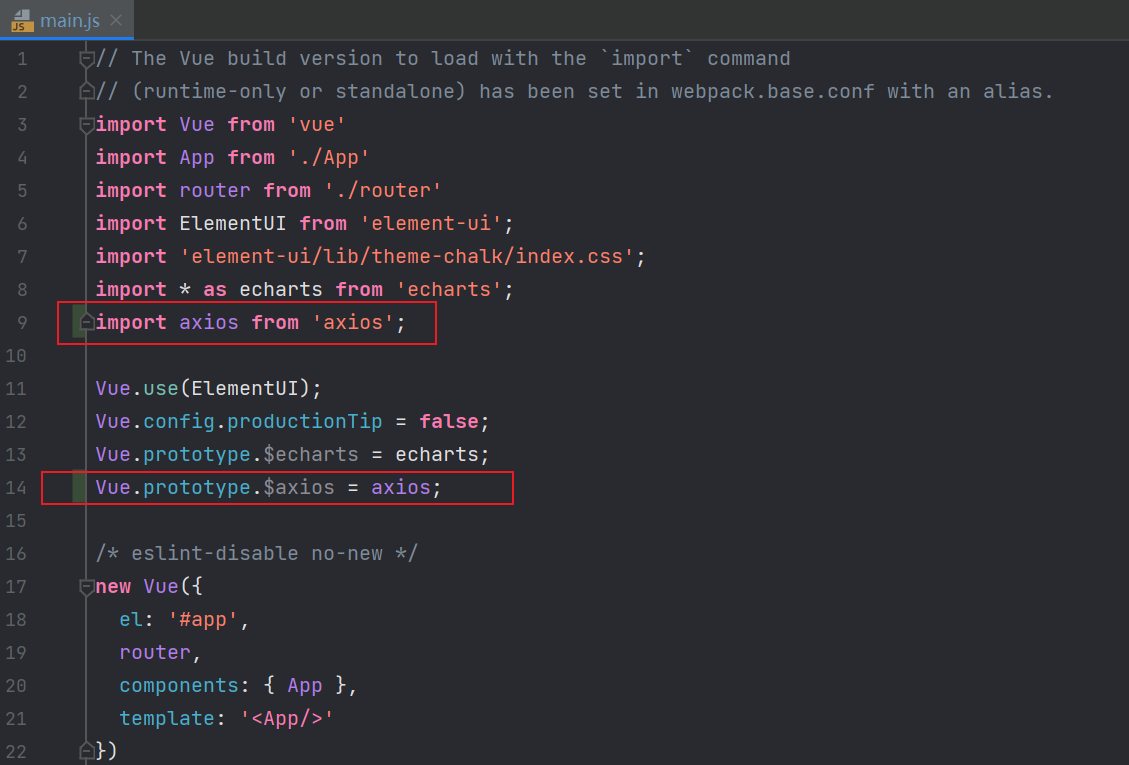 JS main.js
1 // The Vue build version to load with the `import` command
2 // (runtime-only or standalone) has been set in webpack.base.conf with an alias.
3 import Vue from 'vue'
4 import App from './App'
5 import router from './router'
6 import ElementUI from 'element-ui';
7 import 'element-ui/lib/theme-chalk/index.css';
8 import * as echarts from 'echarts';
9 import axios from 'axios';
10
11 Vue.use(ElementUI);
12 Vue.config.productionTip = false;
13 Vue.prototype.$echarts = echarts;
14 Vue.prototype.$axios = axios;
15
16 /* eslint-disable no-new */
17 new Vue({
18   el: '#app',
19   router,
20   components: { App },
21   template: '<App/>'
22 })